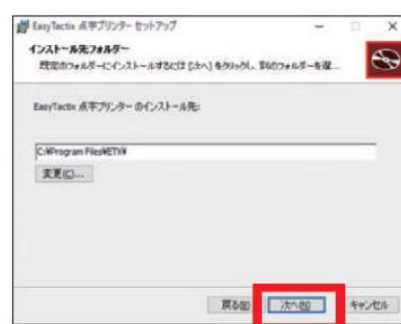 EasyTactix 点字プリンター セットアップ
インストール先フォルダー
既定のフォルダーにインストールするには [次へ] をクリックし、別のフォルダーを選...
EasyTactix 点字プリンター のインストール先:
C:¥Program Files¥ETX¥
変更(C)...
戻る(B) 次へ(N) キャンセル